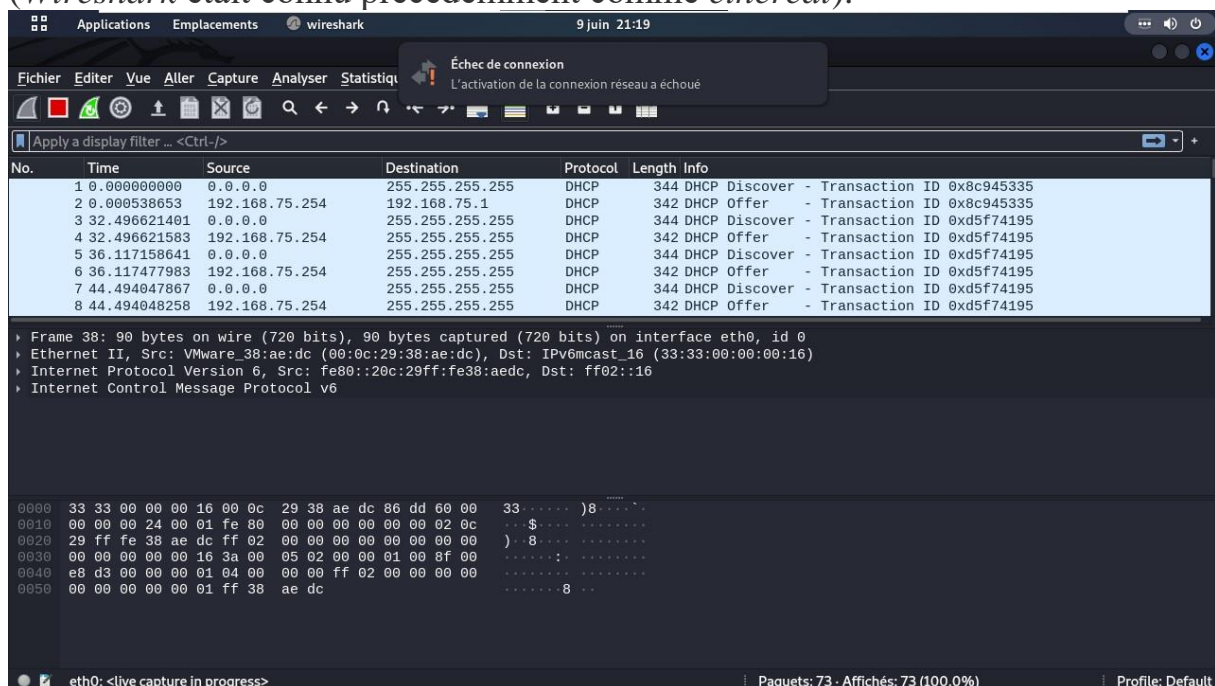 (Wireshark était connu précédemment comme ethereal).
Applications Emplacements wireshark 9 juin 21:19
Échec de connexion
L'activation de la connexion réseau a échoué
Fichier Editer Vue Aller Capture Analyser Statistiqu
Apply a display filter ... <Ctrl-/>
No. Time Source Destination Protocol Length Info
1 0.000000000 0.0.0.0 255.255.255.255 DHCP 344 DHCP Discover - Transaction ID 0x8c945335
2 0.000538653 192.168.75.254 192.168.75.1 DHCP 342 DHCP Offer - Transaction ID 0x8c945335
3 32.496621401 0.0.0.0 255.255.255.255 DHCP 344 DHCP Discover - Transaction ID 0xd5f74195
4 32.496621583 192.168.75.254 255.255.255.255 DHCP 342 DHCP Offer - Transaction ID 0xd5f74195
5 36.117158641 0.0.0.0 255.255.255.255 DHCP 344 DHCP Discover - Transaction ID 0xd5f74195
6 36.117477983 192.168.75.254 255.255.255.255 DHCP 342 DHCP Offer - Transaction ID 0xd5f74195
7 44.494047867 0.0.0.0 255.255.255.255 DHCP 344 DHCP Discover - Transaction ID 0xd5f74195
8 44.494048258 192.168.75.254 255.255.255.255 DHCP 342 DHCP Offer - Transaction ID 0xd5f74195
Frame 38: 90 bytes on wire (720 bits), 90 bytes captured (720 bits) on interface eth0, id 0
Ethernet II, Src: VMware_38:ae:dc (00:0c:29:38:ae:dc), Dst: IPv6mcast_16 (33:33:00:00:00:16)
Internet Protocol Version 6, Src: fe80::20c:29ff:fe38:aedc, Dst: ff02::16
Internet Control Message Protocol v6
0000 33 33 00 00 00 16 00 0c 29 38 ae dc 86 dd 60 00 33······ )8····`·
0010 00 00 00 24 00 01 fe 80 00 00 00 00 00 00 02 0c ···$···· ········
0020 29 ff fe 38 ae dc ff 02 00 00 00 00 00 00 00 00 )··8···· ········
0030 00 00 00 00 00 16 3a 00 05 02 00 00 01 00 8f 00 ······:· ········
0040 e8 d3 00 00 00 01 04 00 00 00 ff 02 00 00 00 00 ········ ········
0050 00 00 00 00 00 01 ff 38 ae dc ·······8 ··
eth0: <live capture in progress> Paquets: 73 · Affichés: 73 (100.0%) Profile: Default